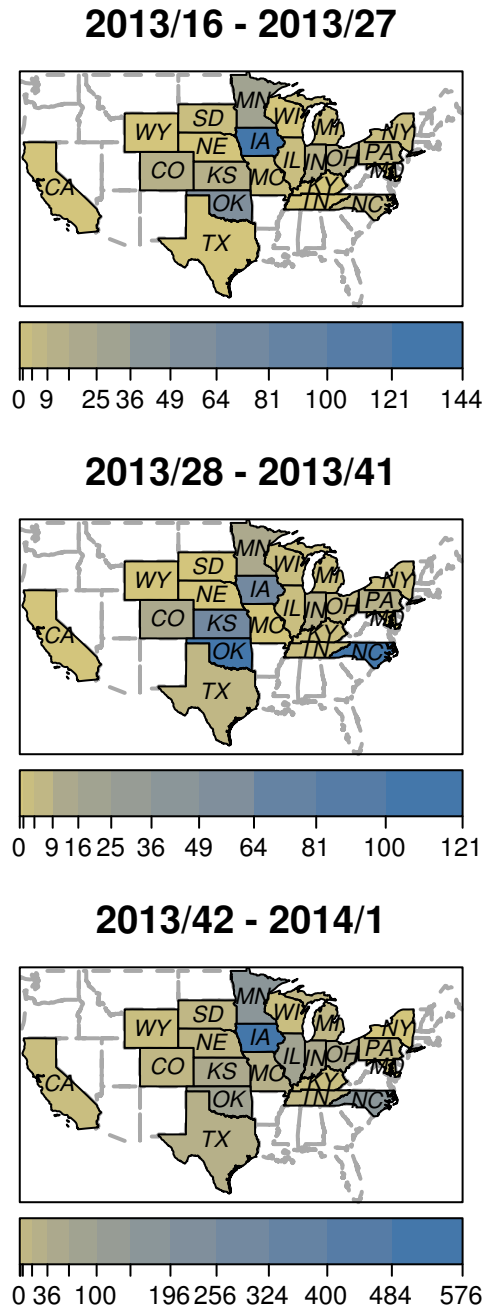 2013/16 - 2013/27
MN
WY SD WI MI NY
NE IA IL IN OH PA
CA CO KS MO KY
OK TN NC
TX
0 9 25 36 49 64 81 100 121 144
2013/28 - 2013/41
MN
WY SD WI MI NY
NE IA IL IN OH PA
CA CO KS MO KY
OK TN NC
TX
0 9 16 25 36 49 64 81 100 121
2013/42 - 2014/1
MN
WY SD WI MI NY
NE IA IL IN OH PA
CA CO KS MO KY
OK TN NC
TX
0 36 100 196 256 324 400 484 576